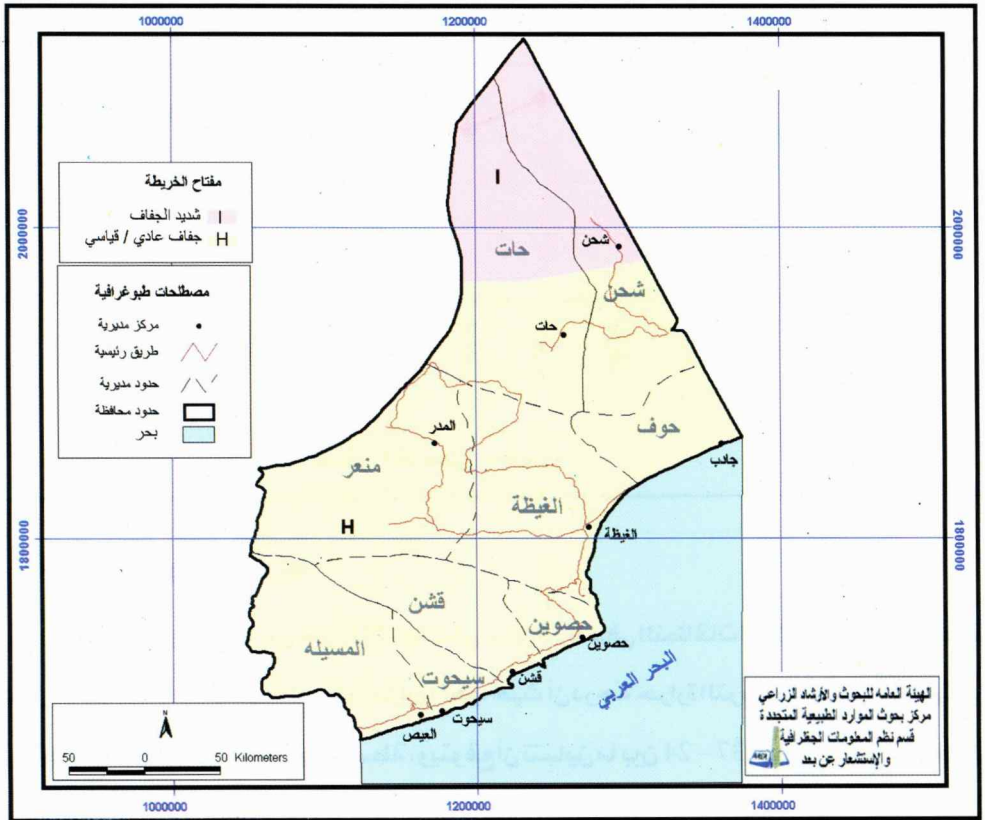 1000000
1200000
1400000
مفتاح الخريطة
I شديد الجفاف
H جفاف عادي / قياسي
2000000
2000000
مصطلحات طبوغرافية
مركز مديرية
طريق رئيسية
حدود مديرية
حدود محافظة
بحر
I
حات
شحن
شحن
حات
حوف
جادب
المدر
منعر
الغيظة
الغيظة
H
1800000
1800000
قشن
حصوين
حصوين
المسيله
سيحوت
قشن
سيحوت
العيص
البحر العربي
N
50 0 50 Kilometers
الهيئة العامه للبحوث والأرشاد الزراعي
مركز بحوث الموارد الطبيعية المتجددة
قسم نظم المعلومات الجغرافية
والإستشعار عن بعد
1000000
1200000
1400000